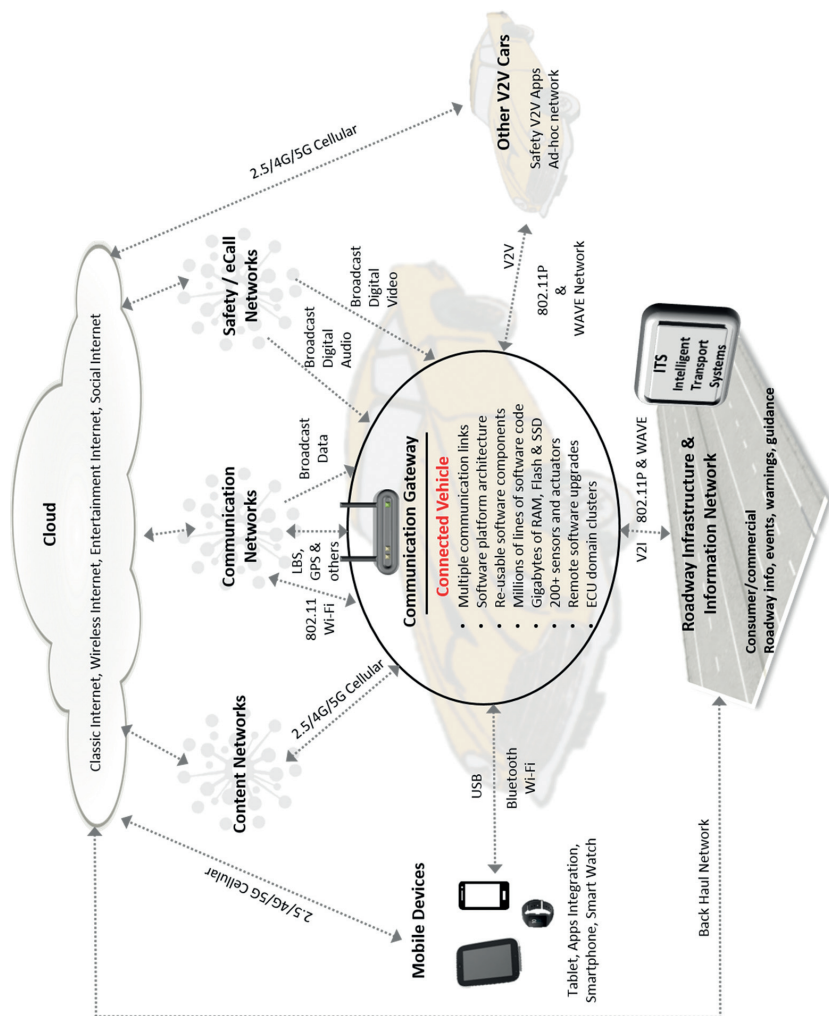 Cloud
Classic Internet, Wireless Internet, Entertainment Internet, Social Internet
2.5/4G/5G Cellular
Content Networks
Communication
Networks
Safety / eCall
Networks
2.5/4G/5G Cellular
2.5/4G/5G Cellular
802.11
Wi-Fi
LBS,
GPS &
others
Broadcast
Data
Broadcast
Digital
Audio
Broadcast
Digital
Video
Mobile Devices
Tablet, Apps Integration,
Smartphone, Smart Watch
USB
Bluetooth
Wi-Fi
Communication Gateway
Connected Vehicle
• Multiple communication links
• Software platform architecture
• Re-usable software components
• Millions of lines of software code
• Gigabytes of RAM, Flash & SSD
• 200+ sensors and actuators
• Remote software upgrades
• ECU domain clusters
V2V
802.11P
&
WAVE Network
Other V2V Cars
Safety V2V Apps
Ad-hoc network
V2I
802.11P & WAVE
Back Haul Network
Roadway Infrastructure &
Information Network
Consumer/commercial
Roadway info, events, warnings, guidance
ITS
Intelligent
Transport
Systems